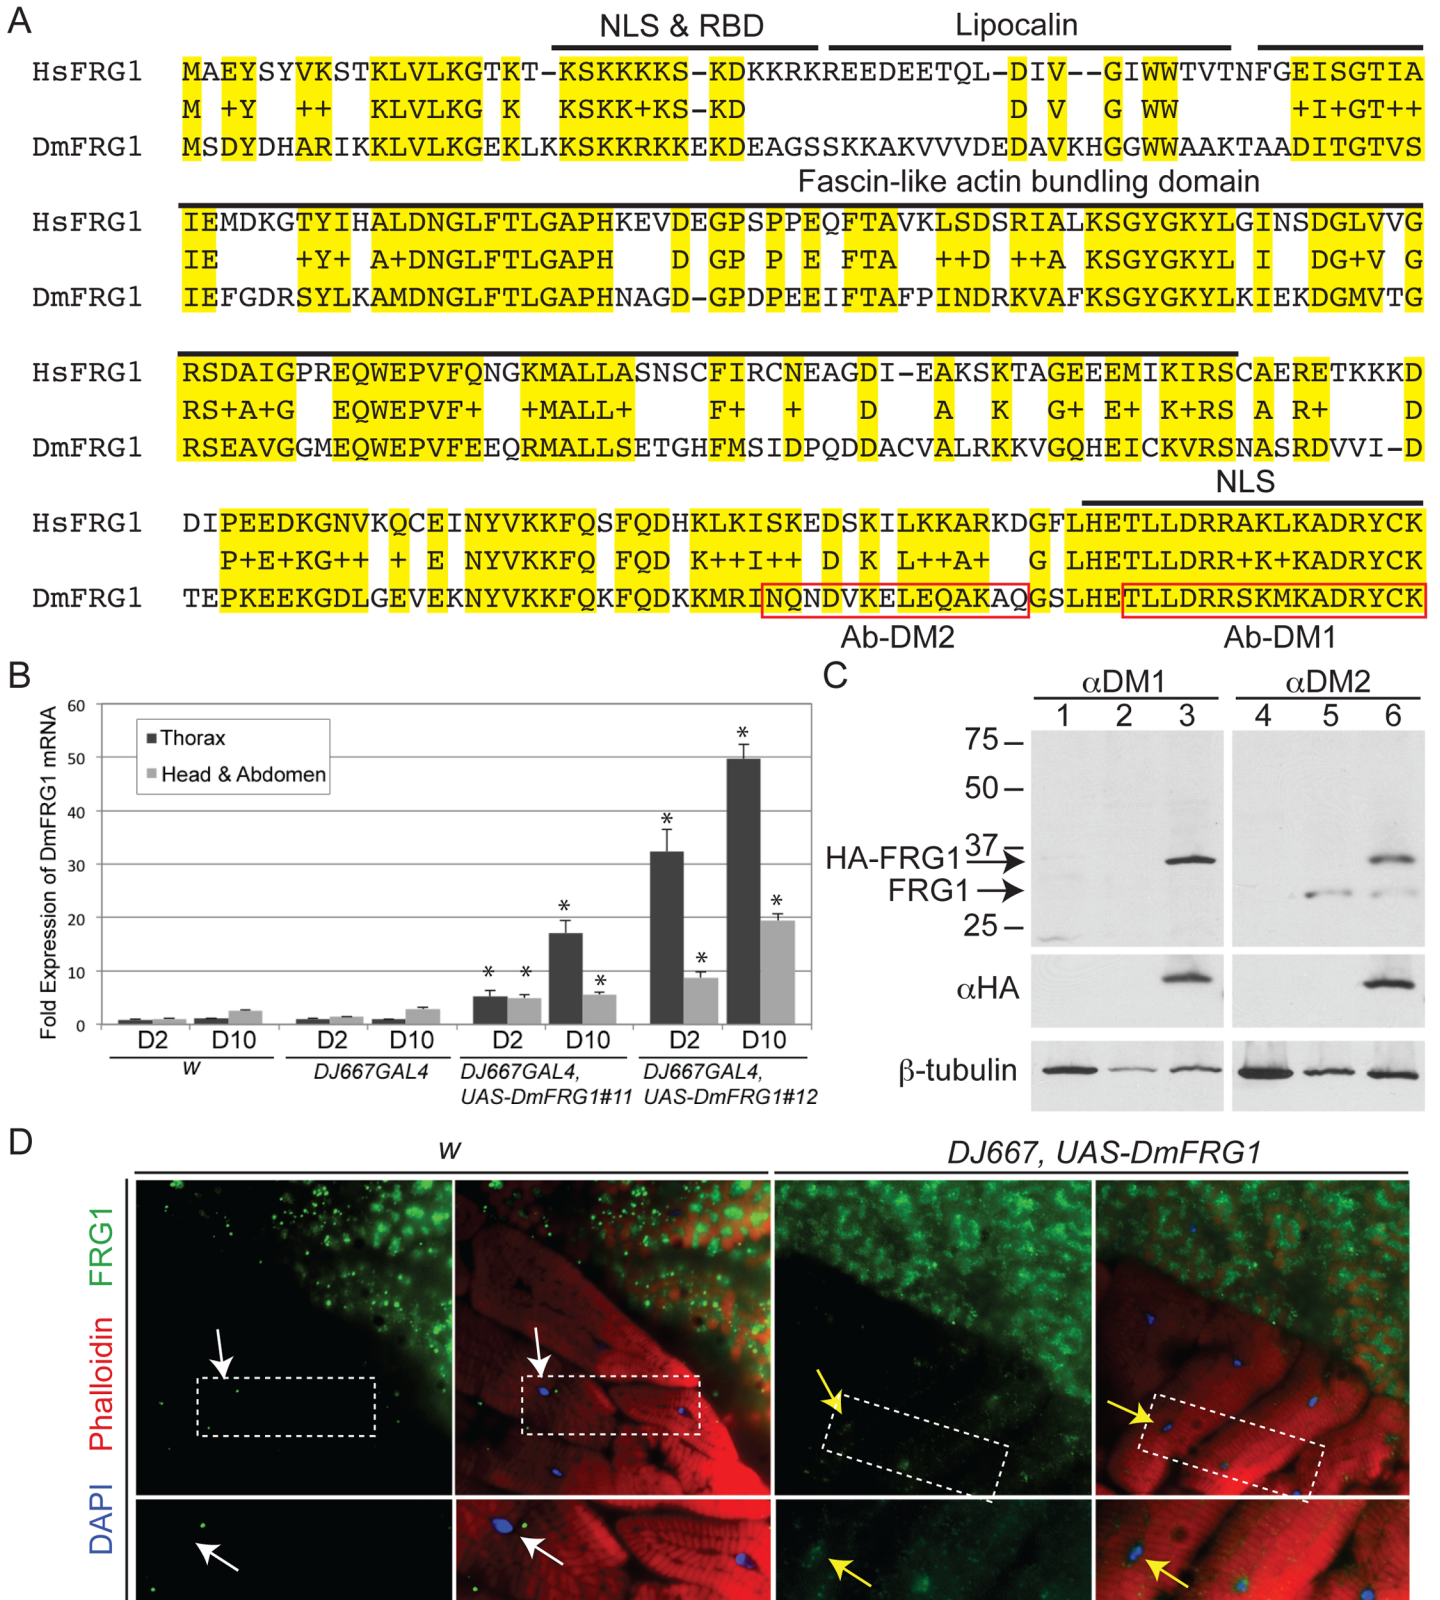 A
NLS & RBD Lipocalin
HsFRG1 MAEYSYVKSTKLVLKGTKT-KSKKKKS-KDKKRKREEDEETQL-DIV--GIWWTVTNFGEISGTIA
M +Y ++ KLVLKG K KSKK+KS-KD D V G WW +I+GT++
DmFRG1 MSDYDHARIKKLVLKGEKLKKSKKRKKEKDEAGSSKKAKVVVDEDAVKHGGWWAAKTAADITGTVS
Fascin-like actin bundling domain
HsFRG1 IEMDKGTYIHALDNGLFTLGAPHKEVDEGPSPPEQFTAVKLSDSRIALKSGYGKYLGINSDGLVVG
IE +Y+ A+DNGLFTLGAPH D GP P E FTA ++D ++A KSGYGKYL I DG+V G
DmFRG1 IEFGDRSYLKAMDNGLFTLGAPHNAGD-GPDPEEIFTAFPINDRKVAFKSGYGKYLKIEKDGMVTG
HsFRG1 RSDAIGPREQWEPVFQNGKMALLASNSCFIRCNEAGDI-EAKSKTAGEEEMIKIRSCAERETKKKD
RS+A+G EQWEPVF+ +MALL+ F+ + D A K G+ E+ K+RS A R+ D
DmFRG1 RSEAVGGMEQWEPVFEEQRMALLSETGHFMSIDPQDDACVALRKKVGQHEICKVRSNASRDVVI-D
NLS
HsFRG1 DIPEEDKGNVKQCEINYVKKFQSFQDHKLKISKEDSKILKKARKDGFLHETLLDRRAKLKADRYCK
P+E+KG++ + E NYVKKFQ FQD K++I++ D K L++A+ G LHETLLDRR+K+KADRYCK
DmFRG1 TEPKEEKGDLGEVEKNYVKKFQKFQDKKMRINQNDVKELEQAKAQGSLHETLLDRRSKMKADRYCK
Ab-DM2 Ab-DM1
B
Fold Expression of DmFRG1 mRNA
60
50
40
30
20
10
0
Thorax
Head & Abdomen
* * * * * * * *
D2 D10 D2 D10 D2 D10 D2 D10
w DJ667GAL4 DJ667GAL4, DJ667GAL4,
UAS-DmFRG1#11 UAS-DmFRG1#12
C
αDM1 αDM2
1 2 3 4 5 6
75
50
37
HA-FRG1
FRG1
25
αHA
β-tubulin
D
w DJ667, UAS-DmFRG1
DAPI Phalloidin FRG1